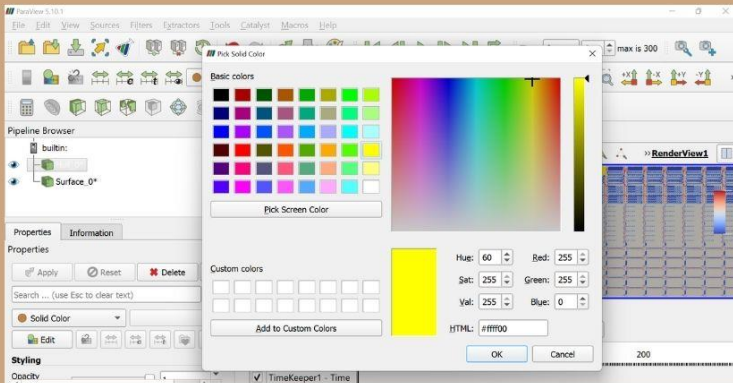 ParaView 5.10.1
File Edit View Sources Filters Extractors Tools Catalyst Macros Help
max is 300
Pick Solid Color
Basic colors
Pick Screen Color
Custom colors
Add to Custom Colors
Hue: 60 Red: 255
Sat: 255 Green: 255
Val: 255 Blue: 0
HTML: #ffff00
OK Cancel
Pipeline Browser
builtin:
Surface_0*
Properties Information
Properties
Apply Reset Delete
Search ... (use Esc to clear text)
Solid Color
Edit
Styling
Opacity 1
TimeKeeper1 - Time
RenderView1
200